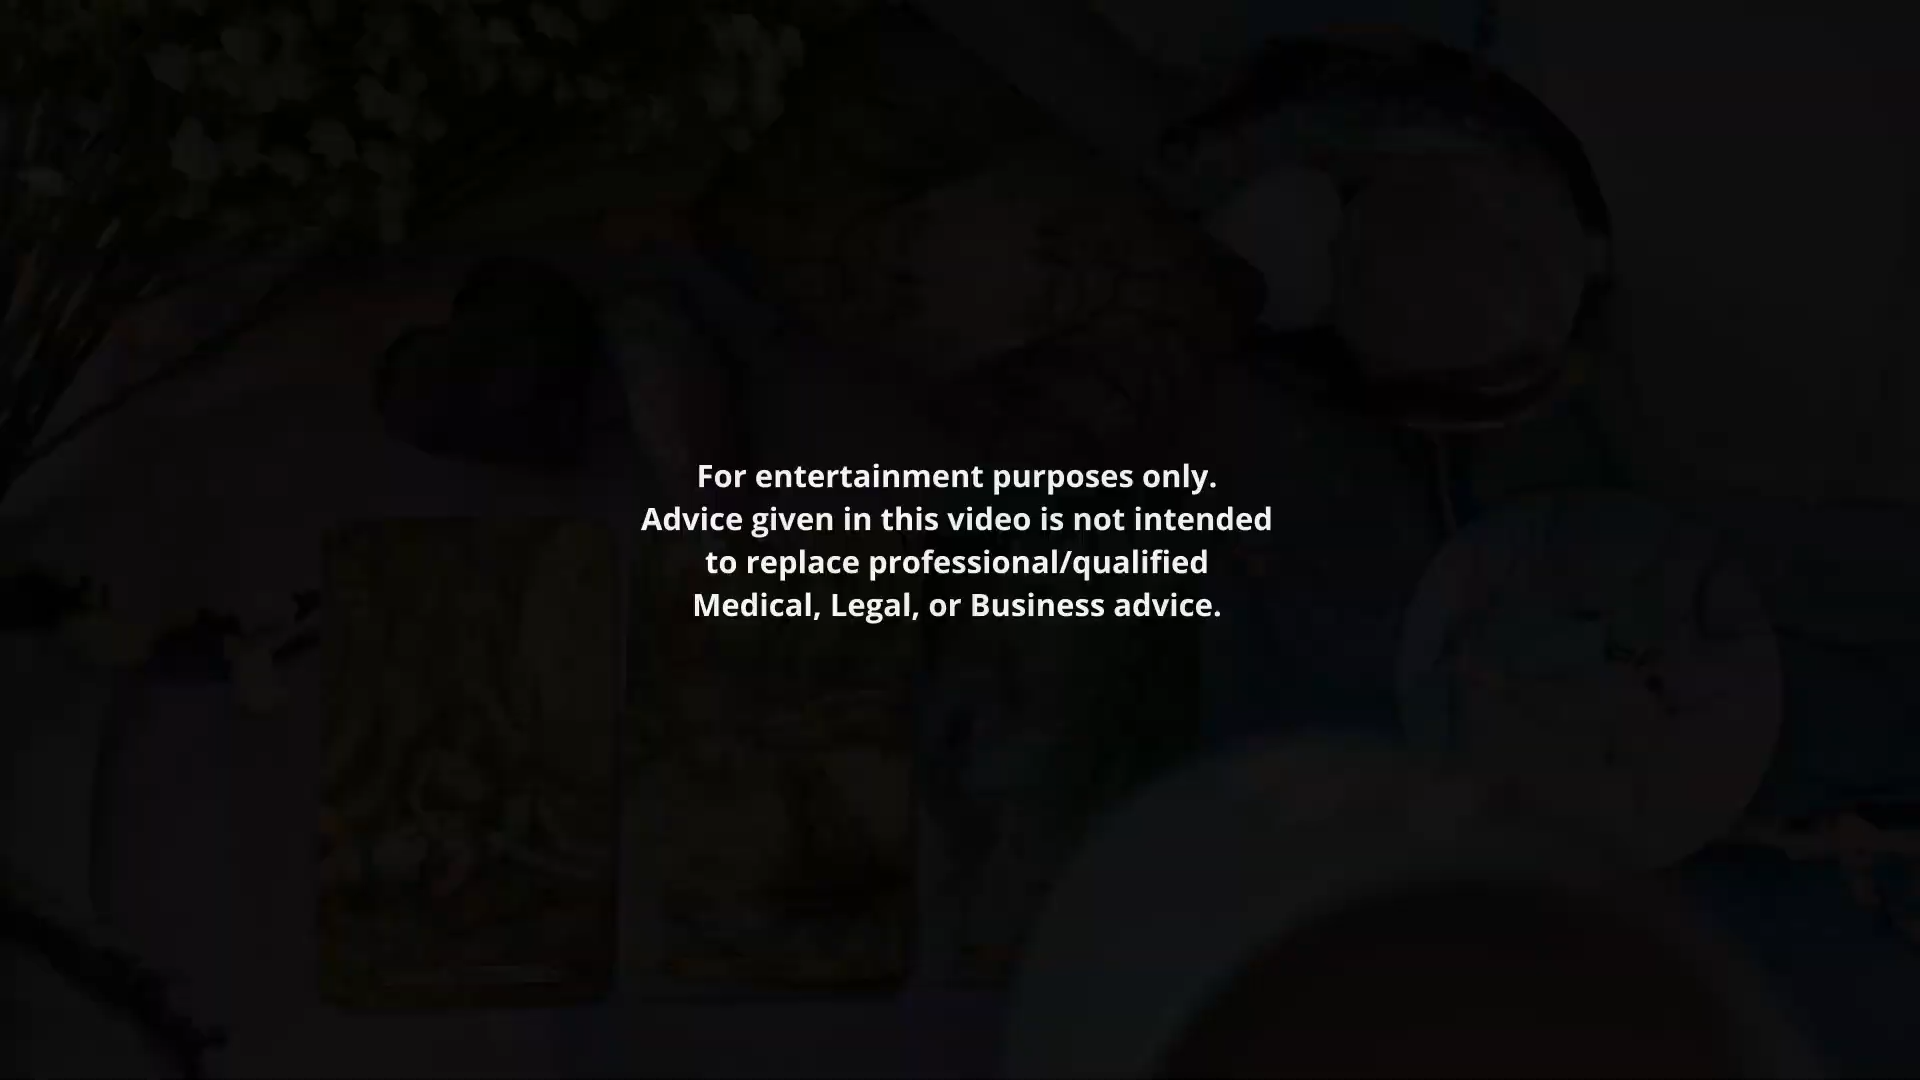 For entertainment purposes only.
Advice given in this video is not intended
to replace professional/qualified
Medical, Legal, or Business advice.